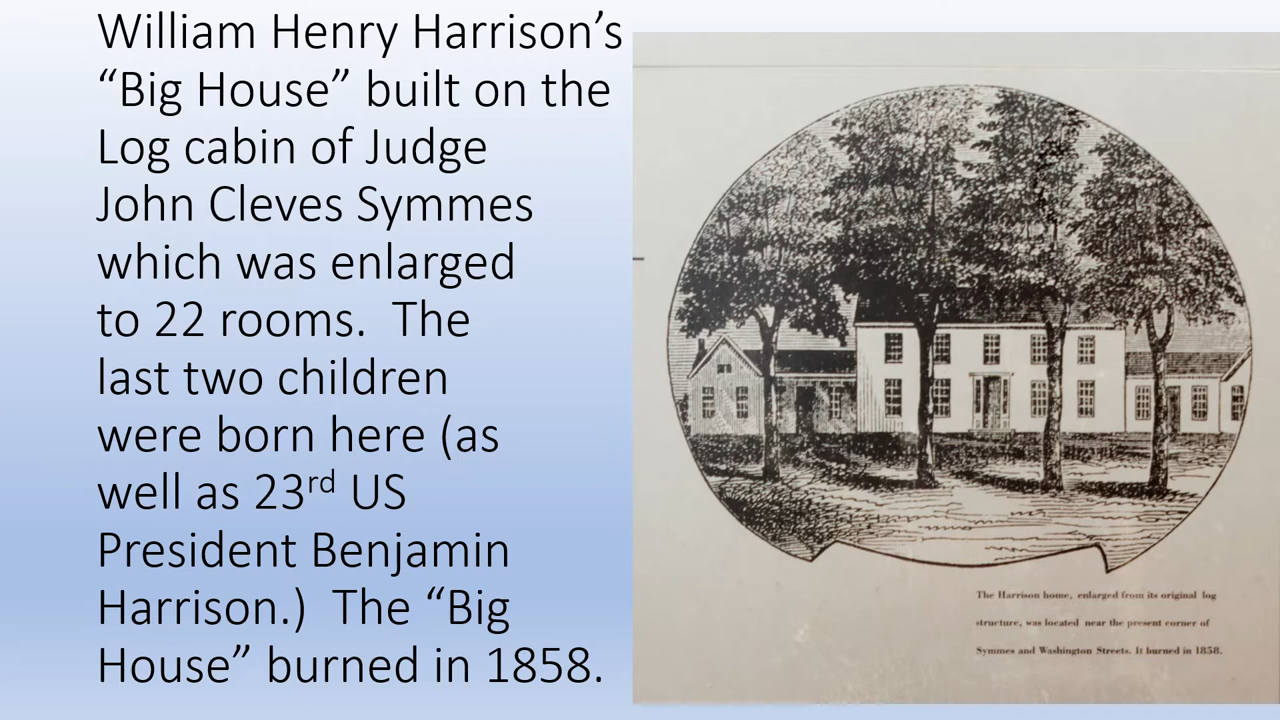 William Henry Harrison’s
“Big House” built on the
Log cabin of Judge
John Cleves Symmes
which was enlarged
to 22 rooms.  The
last two children
were born here (as
well as 23rd US
President Benjamin
Harrison.)  The “Big
House” burned in 1858.
The Harrison home, enlarged from its original log
structure, was located near the present corner of
Symmes and Washington Streets. It burned in 1858.